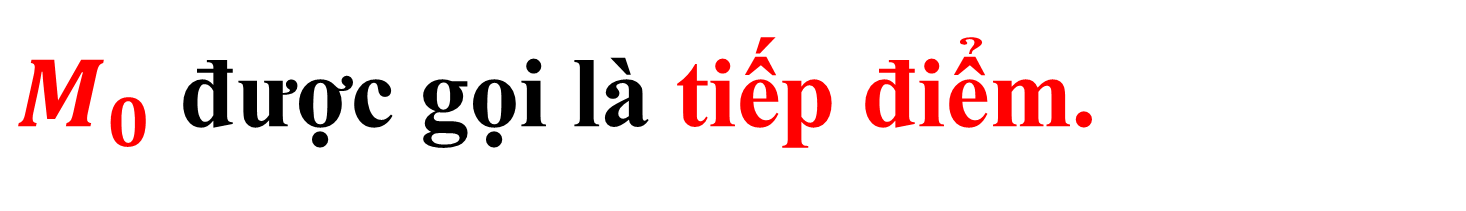 M₀ được gọi là tiếp điểm.